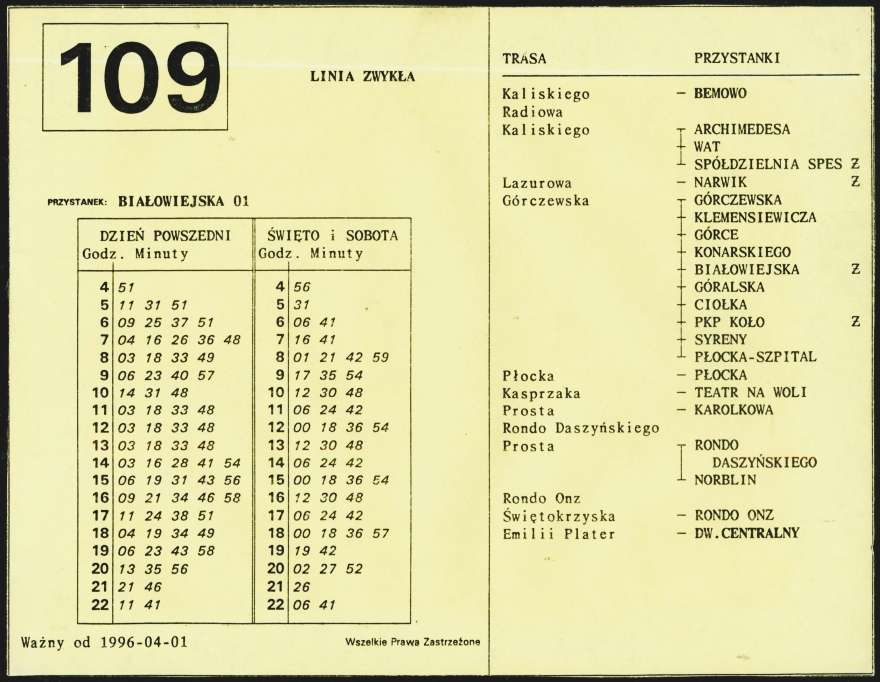 109
LINIA ZWYKŁA
PRZYSTANEK: BIAŁOWIEJSKA 01
DZIEŃ POWSZEDNI
Godz. Minuty
4 51
5 11 31 51
6 09 25 37 51
7 04 16 26 36 48
8 03 18 33 49
9 06 23 40 57
10 14 31 48
11 03 18 33 48
12 03 18 33 48
13 03 18 33 48
14 03 16 28 41 54
15 06 19 31 43 56
16 09 21 34 46 58
17 11 24 38 51
18 04 19 34 49
19 06 23 43 58
20 13 35 56
21 21 46
22 11 41
ŚWIĘTO i SOBOTA
Godz. Minuty
4 56
5 31
6 06 41
7 16 41
8 01 21 42 59
9 17 35 54
10 12 30 48
11 06 24 42
12 00 18 36 54
13 12 30 48
14 06 24 42
15 00 18 36 54
16 12 30 48
17 06 24 42
18 00 18 36 57
19 19 42
20 02 27 52
21 26
22 06 41
Ważny od 1996-04-01
Wszelkie Prawa Zastrzeżone
TRASA PRZYSTANKI
Kaliskiego – BEMOWO
Radiowa
Kaliskiego ARCHIMEDESA
WAT
SPÓŁDZIELNIA SPES Ƶ
Lazurowa – NARWIK Ƶ
Górczewska GÓRCZEWSKA
KLEMENSIEWICZA
GÓRCE
KONARSKIEGO
BIAŁOWIEJSKA Ƶ
GÓRALSKA
CIOŁKA
PKP KOŁO Ƶ
SYRENY
PŁOCKA-SZPITAL
Płocka – PŁOCKA
Kasprzaka – TEATR NA WOLI
Prosta – KAROLKOWA
Rondo Daszyńskiego
Prosta RONDO
DASZYŃSKIEGO
NORBLIN
Rondo Onz
Świętokrzyska – RONDO ONZ
Emilii Plater – DW.CENTRALNY